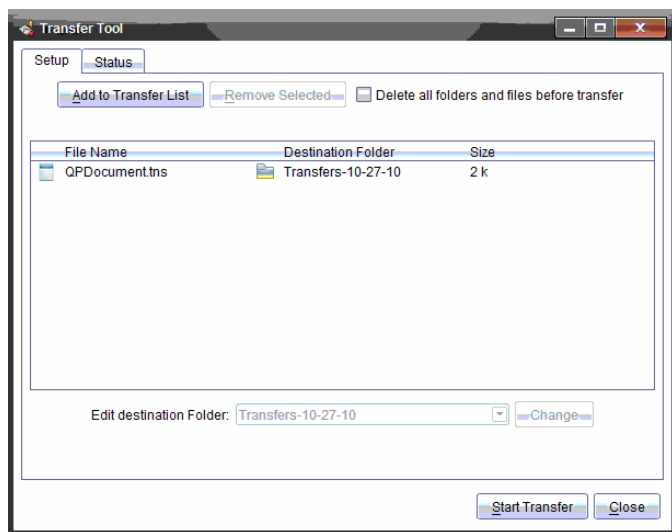 Transfer Tool
Setup Status
Add to Transfer List Remove Selected Delete all folders and files before transfer
File Name Destination Folder Size
QPDocument.tns Transfers-10-27-10 2 k
Edit destination Folder: Transfers-10-27-10 Change
Start Transfer Close